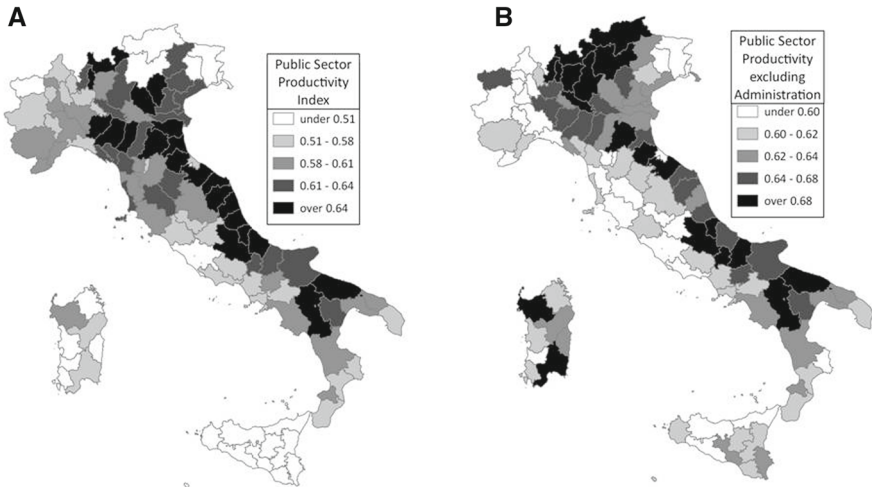 A
Public Sector
Productivity
Index
under 0.51
0.51 - 0.58
0.58 - 0.61
0.61 - 0.64
over 0.64
B
Public Sector
Productivity
excluding
Administration
under 0.60
0.60 - 0.62
0.62 - 0.64
0.64 - 0.68
over 0.68